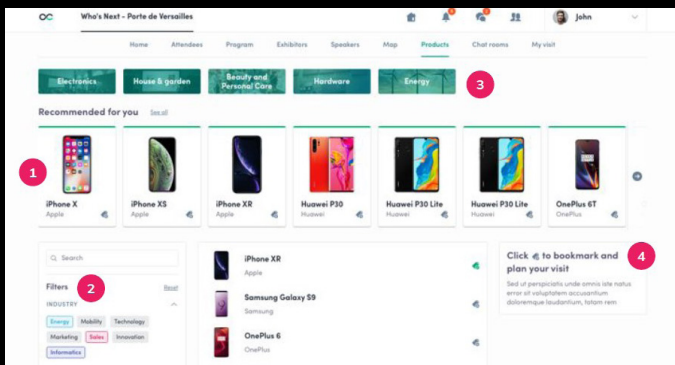 Who's Next - Porte de Versailles
John
Home Attendees Program Exhibitors Speakers Map Products Chat rooms My visit
Electronics House & garden Beauty and Personal Care Hardware Energy
3
Recommended for you See all
1
iPhone X iPhone XS iPhone XR Huawei P30 Huawei P30 Lite Huawei P30 Lite OnePlus 6T
Apple Apple Apple Huawei Huawei Huawei OnePlus
Search
Filters 2 Reset
INDUSTRY
Energy Mobility Technology
Marketing Sales Innovation
Informatics
iPhone XR
Apple
Samsung Galaxy S9
Samsung
OnePlus 6
OnePlus
Click to bookmark and
plan your visit
4
Sed ut perspiciatis unde omnis iste natus
error sit voluptatem accusantium
doloremque laudantium, totam rem